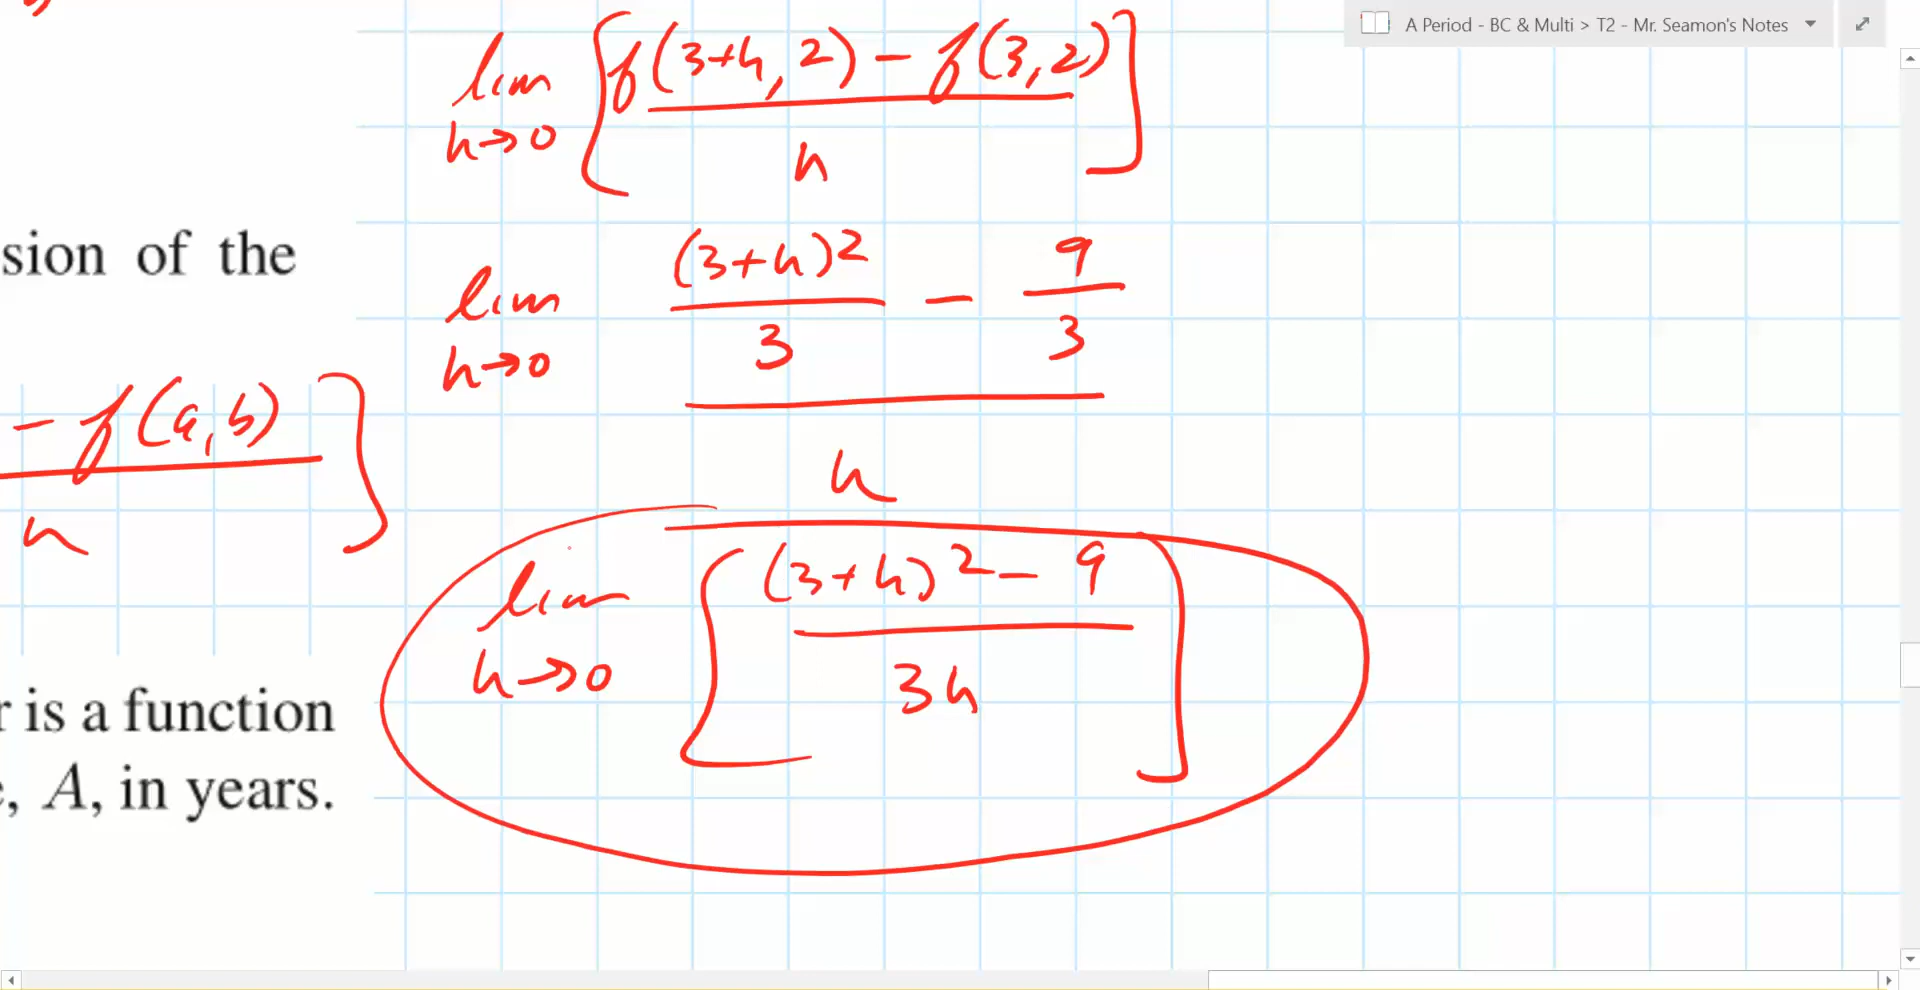 A Period - BC & Multi > T2 - Mr. Seamon's Notes
lim h→0 [f(3+h, 2) - f(3, 2) / h]
sion of the
lim h→0 (3+h)2 / 3 - 9 / 3 / h
- f(a, b) / h ]
lim h→0 [(3+h)2 - 9 / 3h]
r is a function
, A, in years.